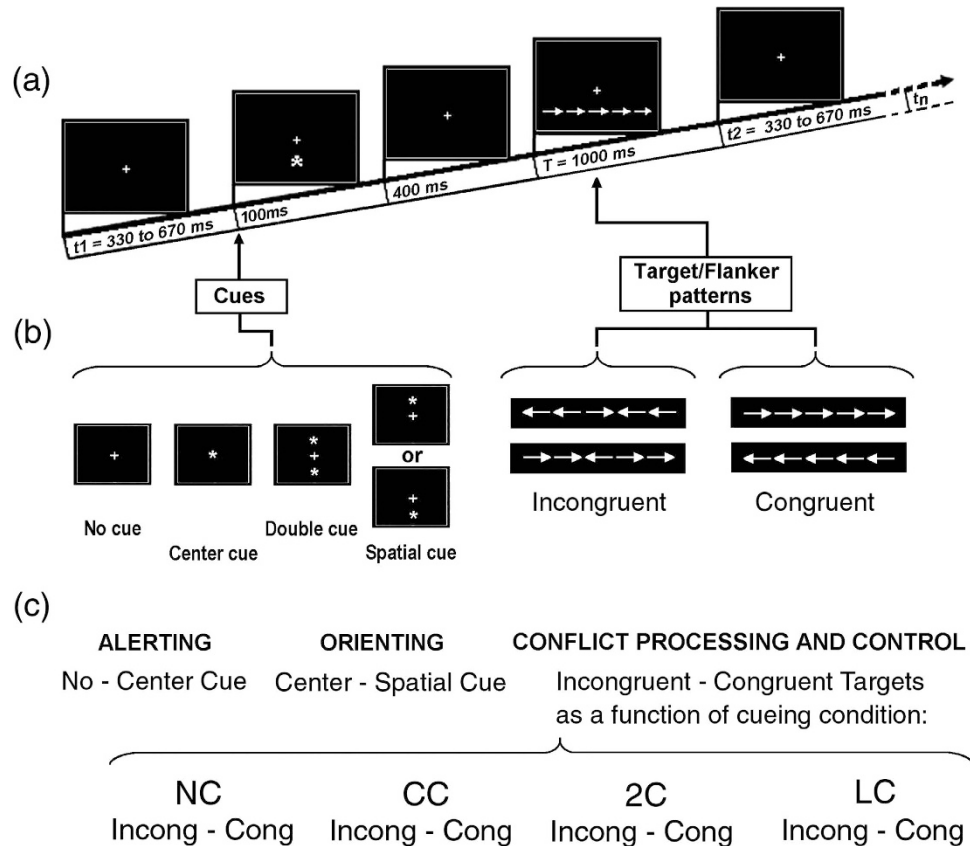 (a)
t1 = 330 to 670 ms
100ms
400 ms
T = 1000 ms
t2 = 330 to 670 ms
tn
Cues
Target/Flanker
patterns
(b)
or
No cue
Center cue
Double cue
Spatial cue
Incongruent
Congruent
(c)
ALERTING
No - Center Cue
ORIENTING
Center - Spatial Cue
CONFLICT PROCESSING AND CONTROL
Incongruent - Congruent Targets
as a function of cueing condition:
NC
Incong - Cong
CC
Incong - Cong
2C
Incong - Cong
LC
Incong - Cong